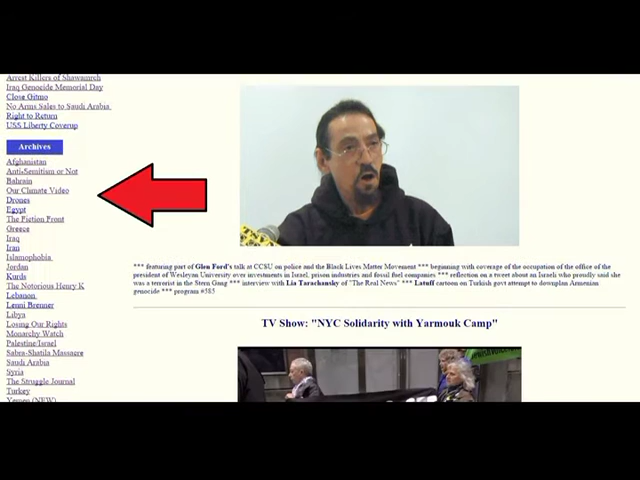 Arrest Killers of Shawamreh
Iraq Genocide Memorial Day
Close Gitmo
No Arms Sales to Saudi Arabia
Right to Return
USS Liberty Coverup
Archives
Afghanistan
Anti-Semitism or Not
Bahrain
Our Climate Video
Drones
Egypt
The Fiction Front
Greece
Iraq
Iran
Islamophobia
Jordan
Kurds
The Notorious Henry K
Lebanon
Lenni Brenner
Libya
Losing Our Rights
Monarchy Watch
Palestine/Israel
Sabra-Shatila Massacre
Saudi Arabia
Syria
The Struggle Journal
Turkey
Yemen (NEW)
*** featuring part of Glen Ford's talk at CCSU on police and the Black Lives Matter Movement *** beginning with coverage of the occupation of the office of the
president of Wesleyan University over investments in Israel, prison industries and fossil fuel companies *** reflection on a tweet about an Israeli who proudly said she
was a terrorist in the Stern Gang *** interview with Lia Tarachansky of "The Real News" *** Latuff cartoon on Turkish govt attempt to downplan Armenian
genocide *** program #585
TV Show: "NYC Solidarity with Yarmouk Camp"